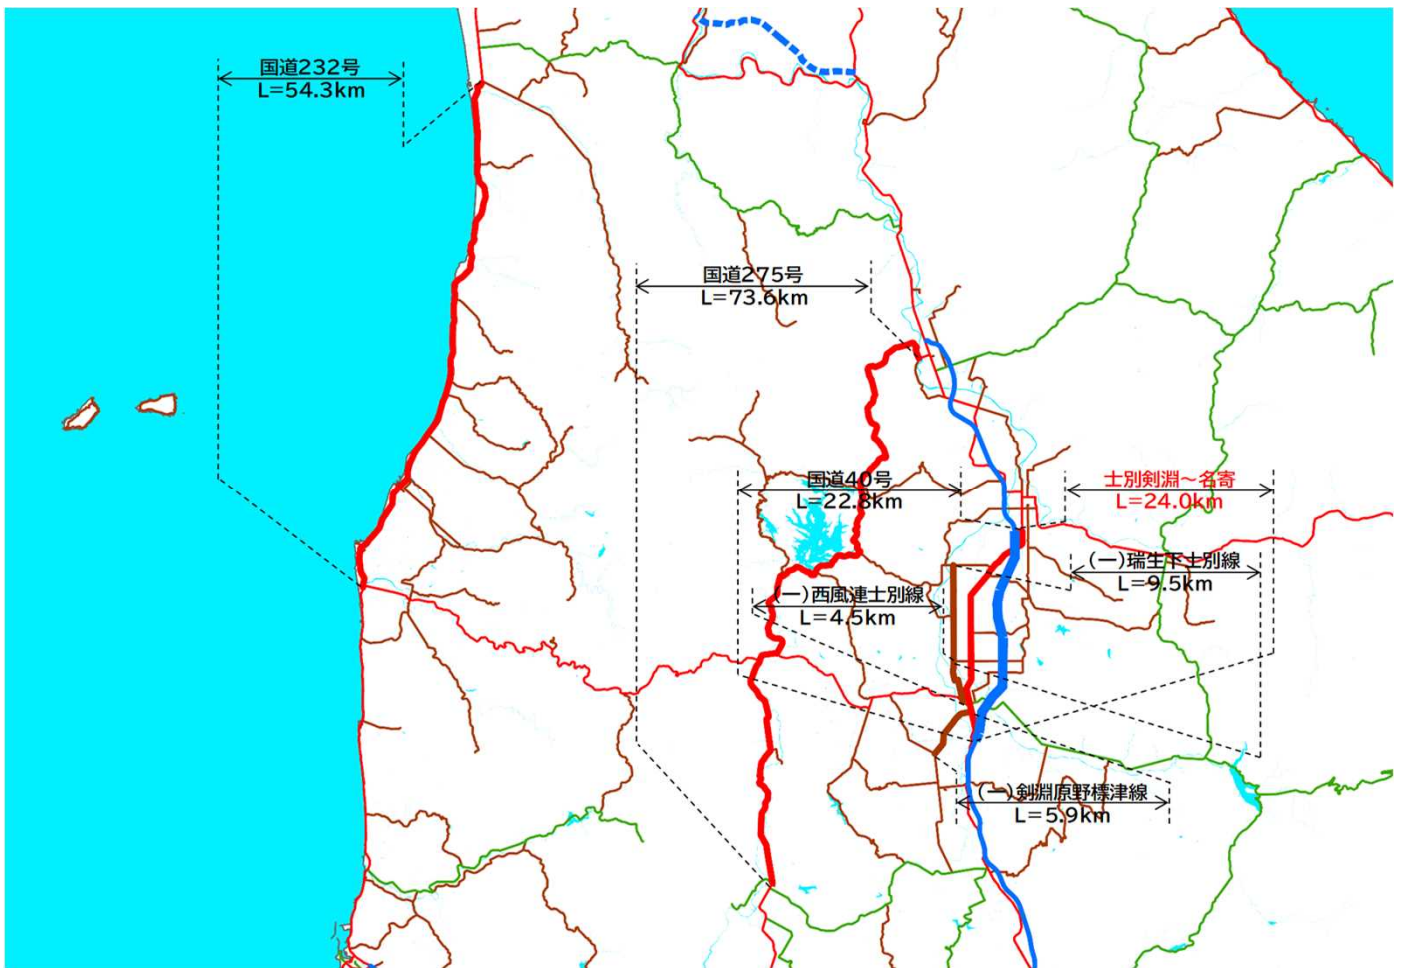 国道232号
L=54.3km
国道275号
L=73.6km
国道40号
L=22.8km
士別剣淵～名寄
L=24.0km
(一)瑞生下士別線
L=9.5km
(一)西風連士別線
L=4.5km
(一)剣淵原野標津線
L=5.9km